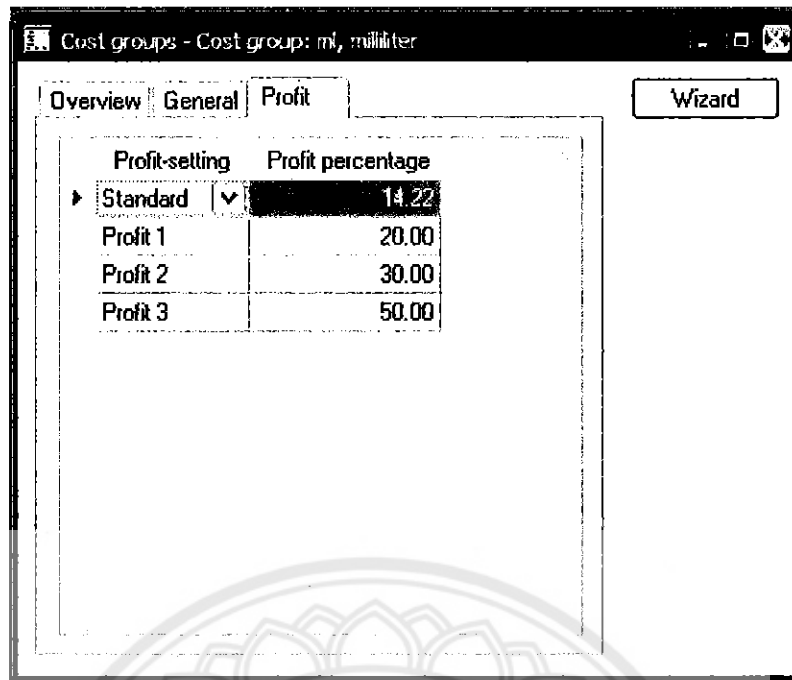 Cost groups - Cost group: ml, milliliter
Overview General Profit
Wizard
Profit-setting Profit percentage
Standard 14.22
Profit 1 20.00
Profit 2 30.00
Profit 3 50.00